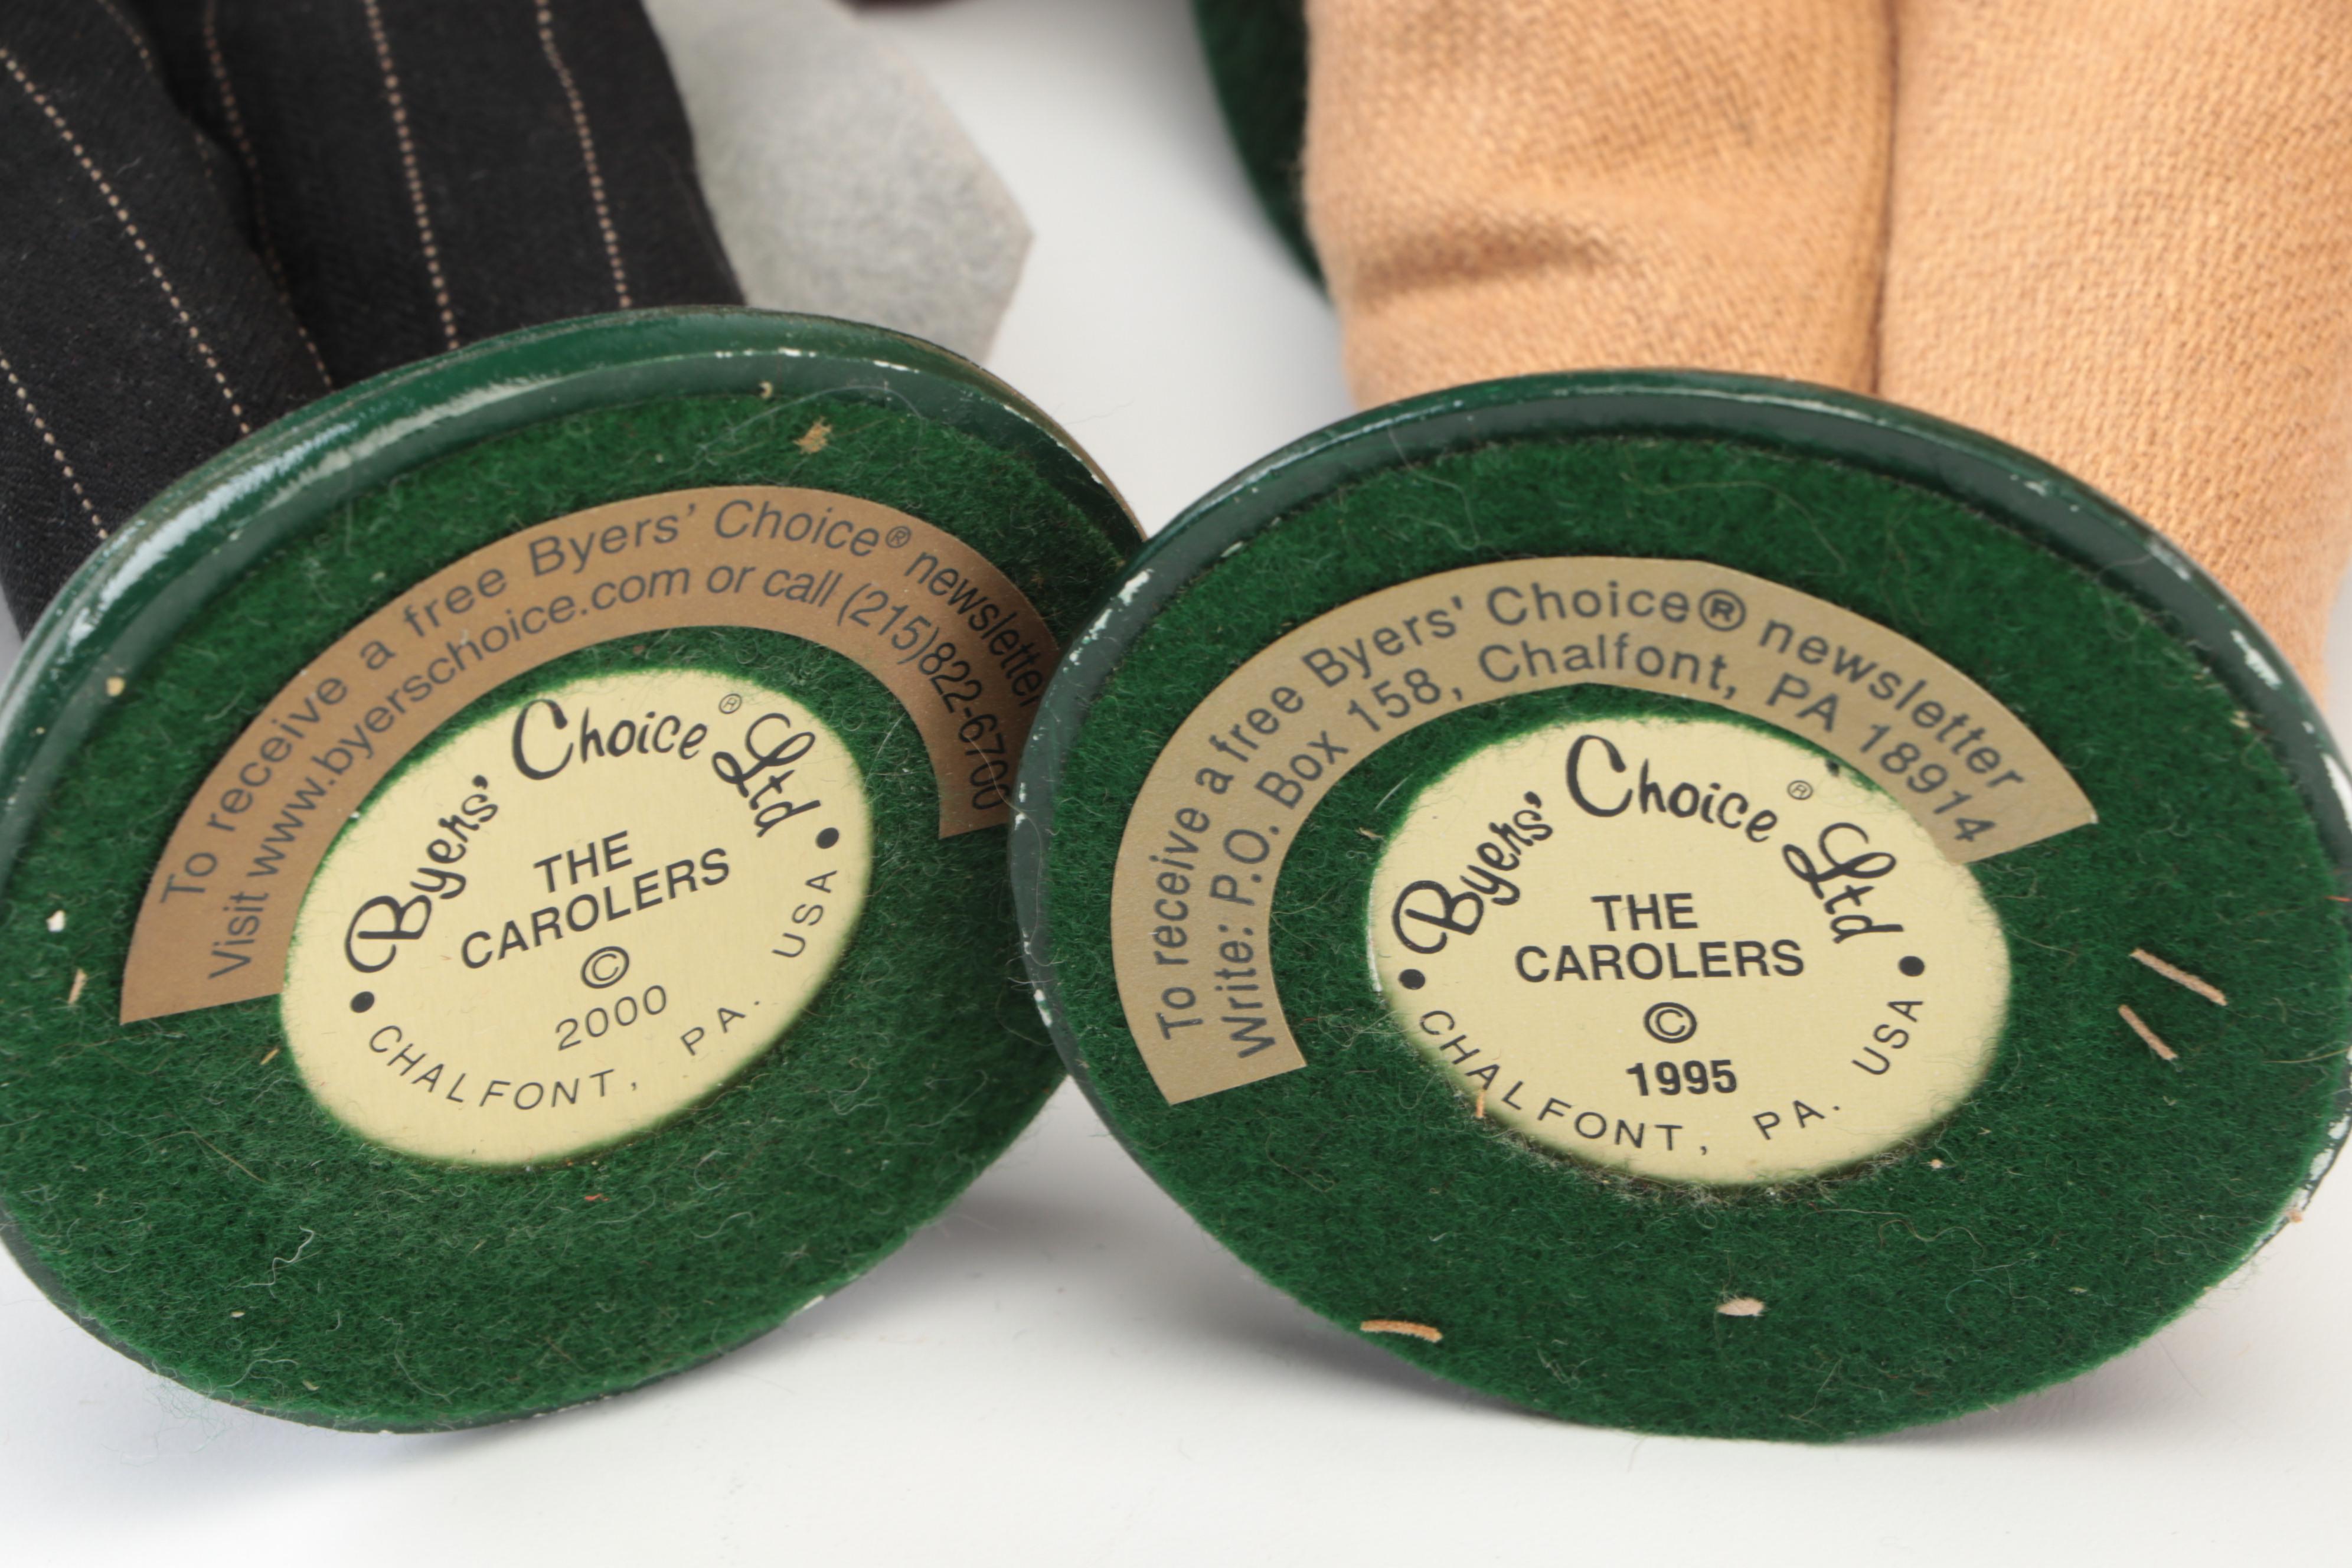 To receive a free Byers' Choice® newsletter
Visit www.byerschoice.com or call (215)822-6700
• Byers' Choice® Ltd •
THE
CAROLERS
©
2000
CHALFONT, PA. USA
To receive a free Byers' Choice® newsletter
Write: P.O. Box 158, Chalfont, PA 18914
• Byers' Choice® Ltd •
THE
CAROLERS
©
1995
CHALFONT, PA. USA